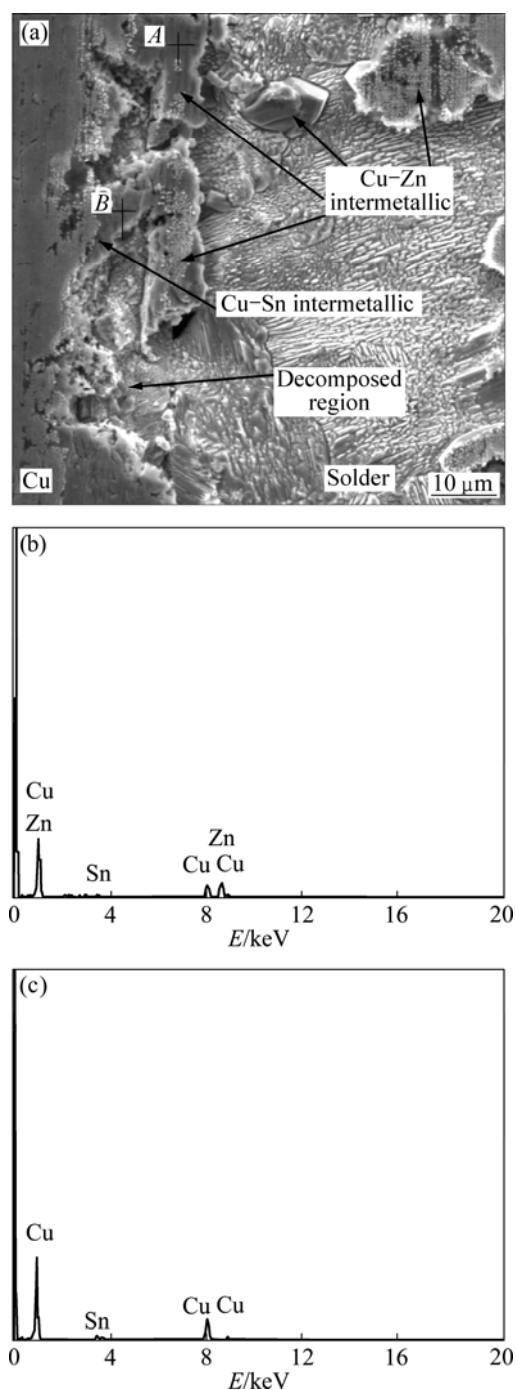 (a)
A
Cu−Zn
intermetallic
B
Cu−Sn intermetallic
Decomposed
region
Cu
Solder
10 μm
(b)
Cu
Zn
Sn
Zn
Cu Cu
0 4 8 12 16 20
E/keV
(c)
Cu
Sn
Cu Cu
0 4 8 12 16 20
E/keV